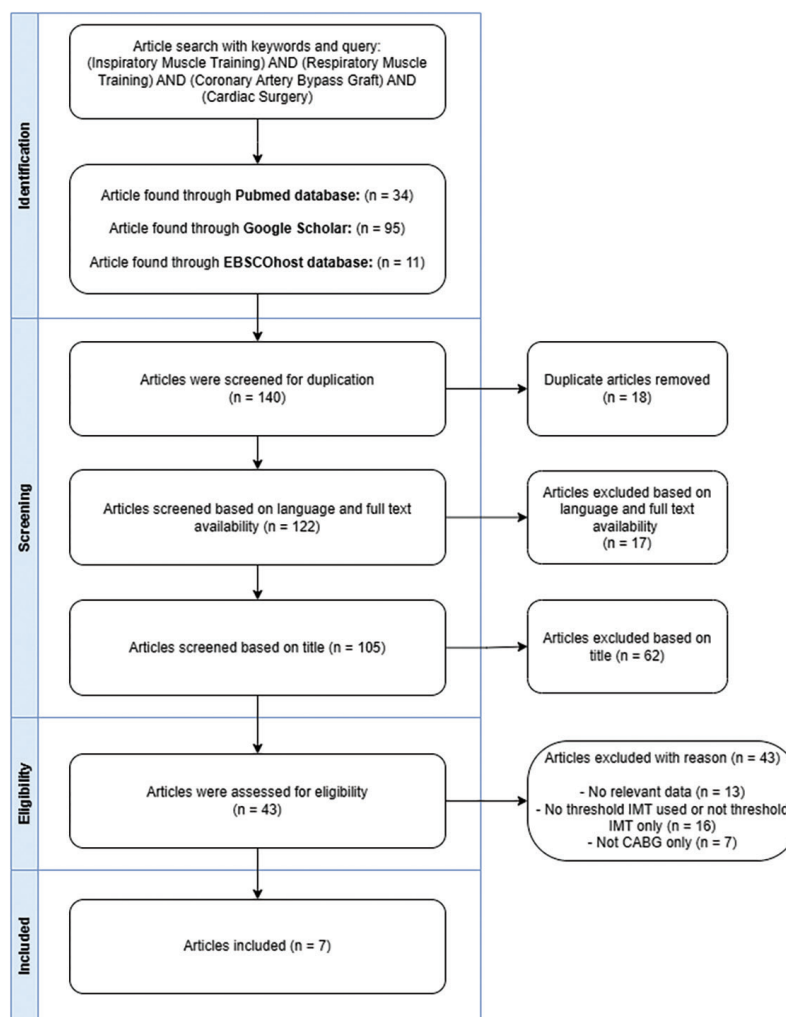 Identification
Article search with keywords and query:
(Inspiratory Muscle Training) AND (Respiratory Muscle
Training) AND (Coronary Artery Bypass Graft) AND
(Cardiac Surgery)
Article found through Pubmed database: (n = 34)
Article found through Google Scholar: (n = 95)
Article found through EBSCOhost database: (n = 11)
Screening
Articles were screened for duplication
(n = 140)
Duplicate articles removed
(n = 18)
Articles screened based on language and full text
availability (n = 122)
Articles excluded based on
language and full text
availability
(n = 17)
Articles screened based on title (n = 105)
Articles excluded based on
title (n = 62)
Eligibility
Articles were assessed for eligibility
(n = 43)
Articles excluded with reason (n = 43)
- No relevant data (n = 13)
- No threshold IMT used or not threshold
IMT only (n = 16)
- Not CABG only (n = 7)
Included
Articles included (n = 7)